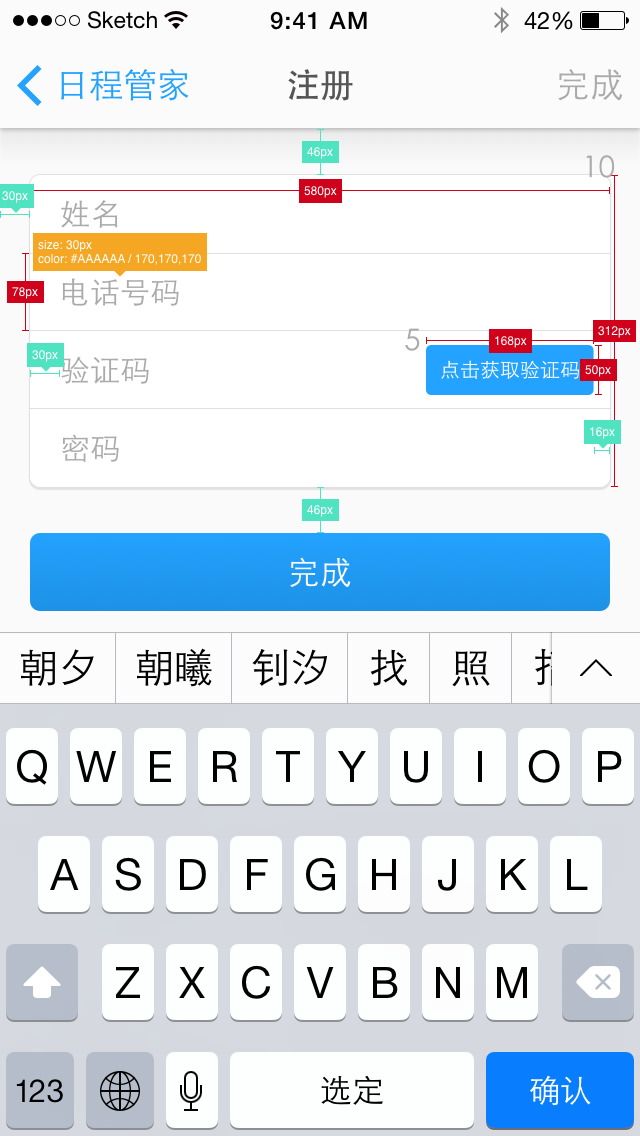 Sketch 9:41 AM 42%
日程管家 注册 完成
46px
10
30px 580px
姓名
size: 30px
color: #AAAAAA / 170,170,170
78px 电话号码
312px
5 168px
30px 验证码 点击获取验证码 50px
16px
密码
46px
完成
朝夕 朝曦 钊汐 找 照
Q W E R T Y U I O P
A S D F G H J K L
Z X C V B N M
123 选定 确认